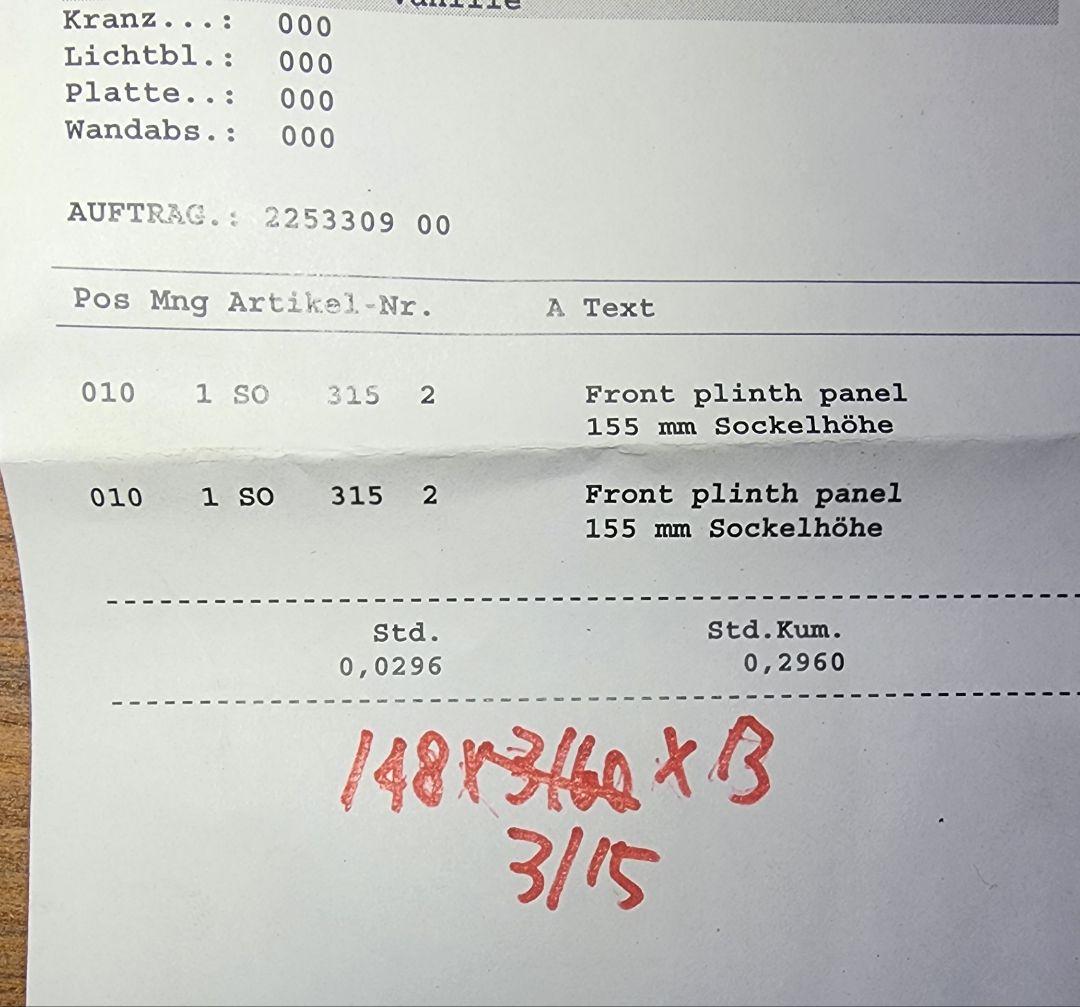 Vanille
Kranz...: 000
Lichtbl.: 000
Platte..: 000
Wandabs.: 000
AUFTRAG.: 2253309 00
Pos Mng Artikel-Nr. A Text
010 1 SO 315 2 Front plinth panel
155 mm Sockelhöhe
010 1 SO 315 2 Front plinth panel
155 mm Sockelhöhe
Std. Std.Kum.
0,0296 0,2960
148 x 3160 x 13
3115